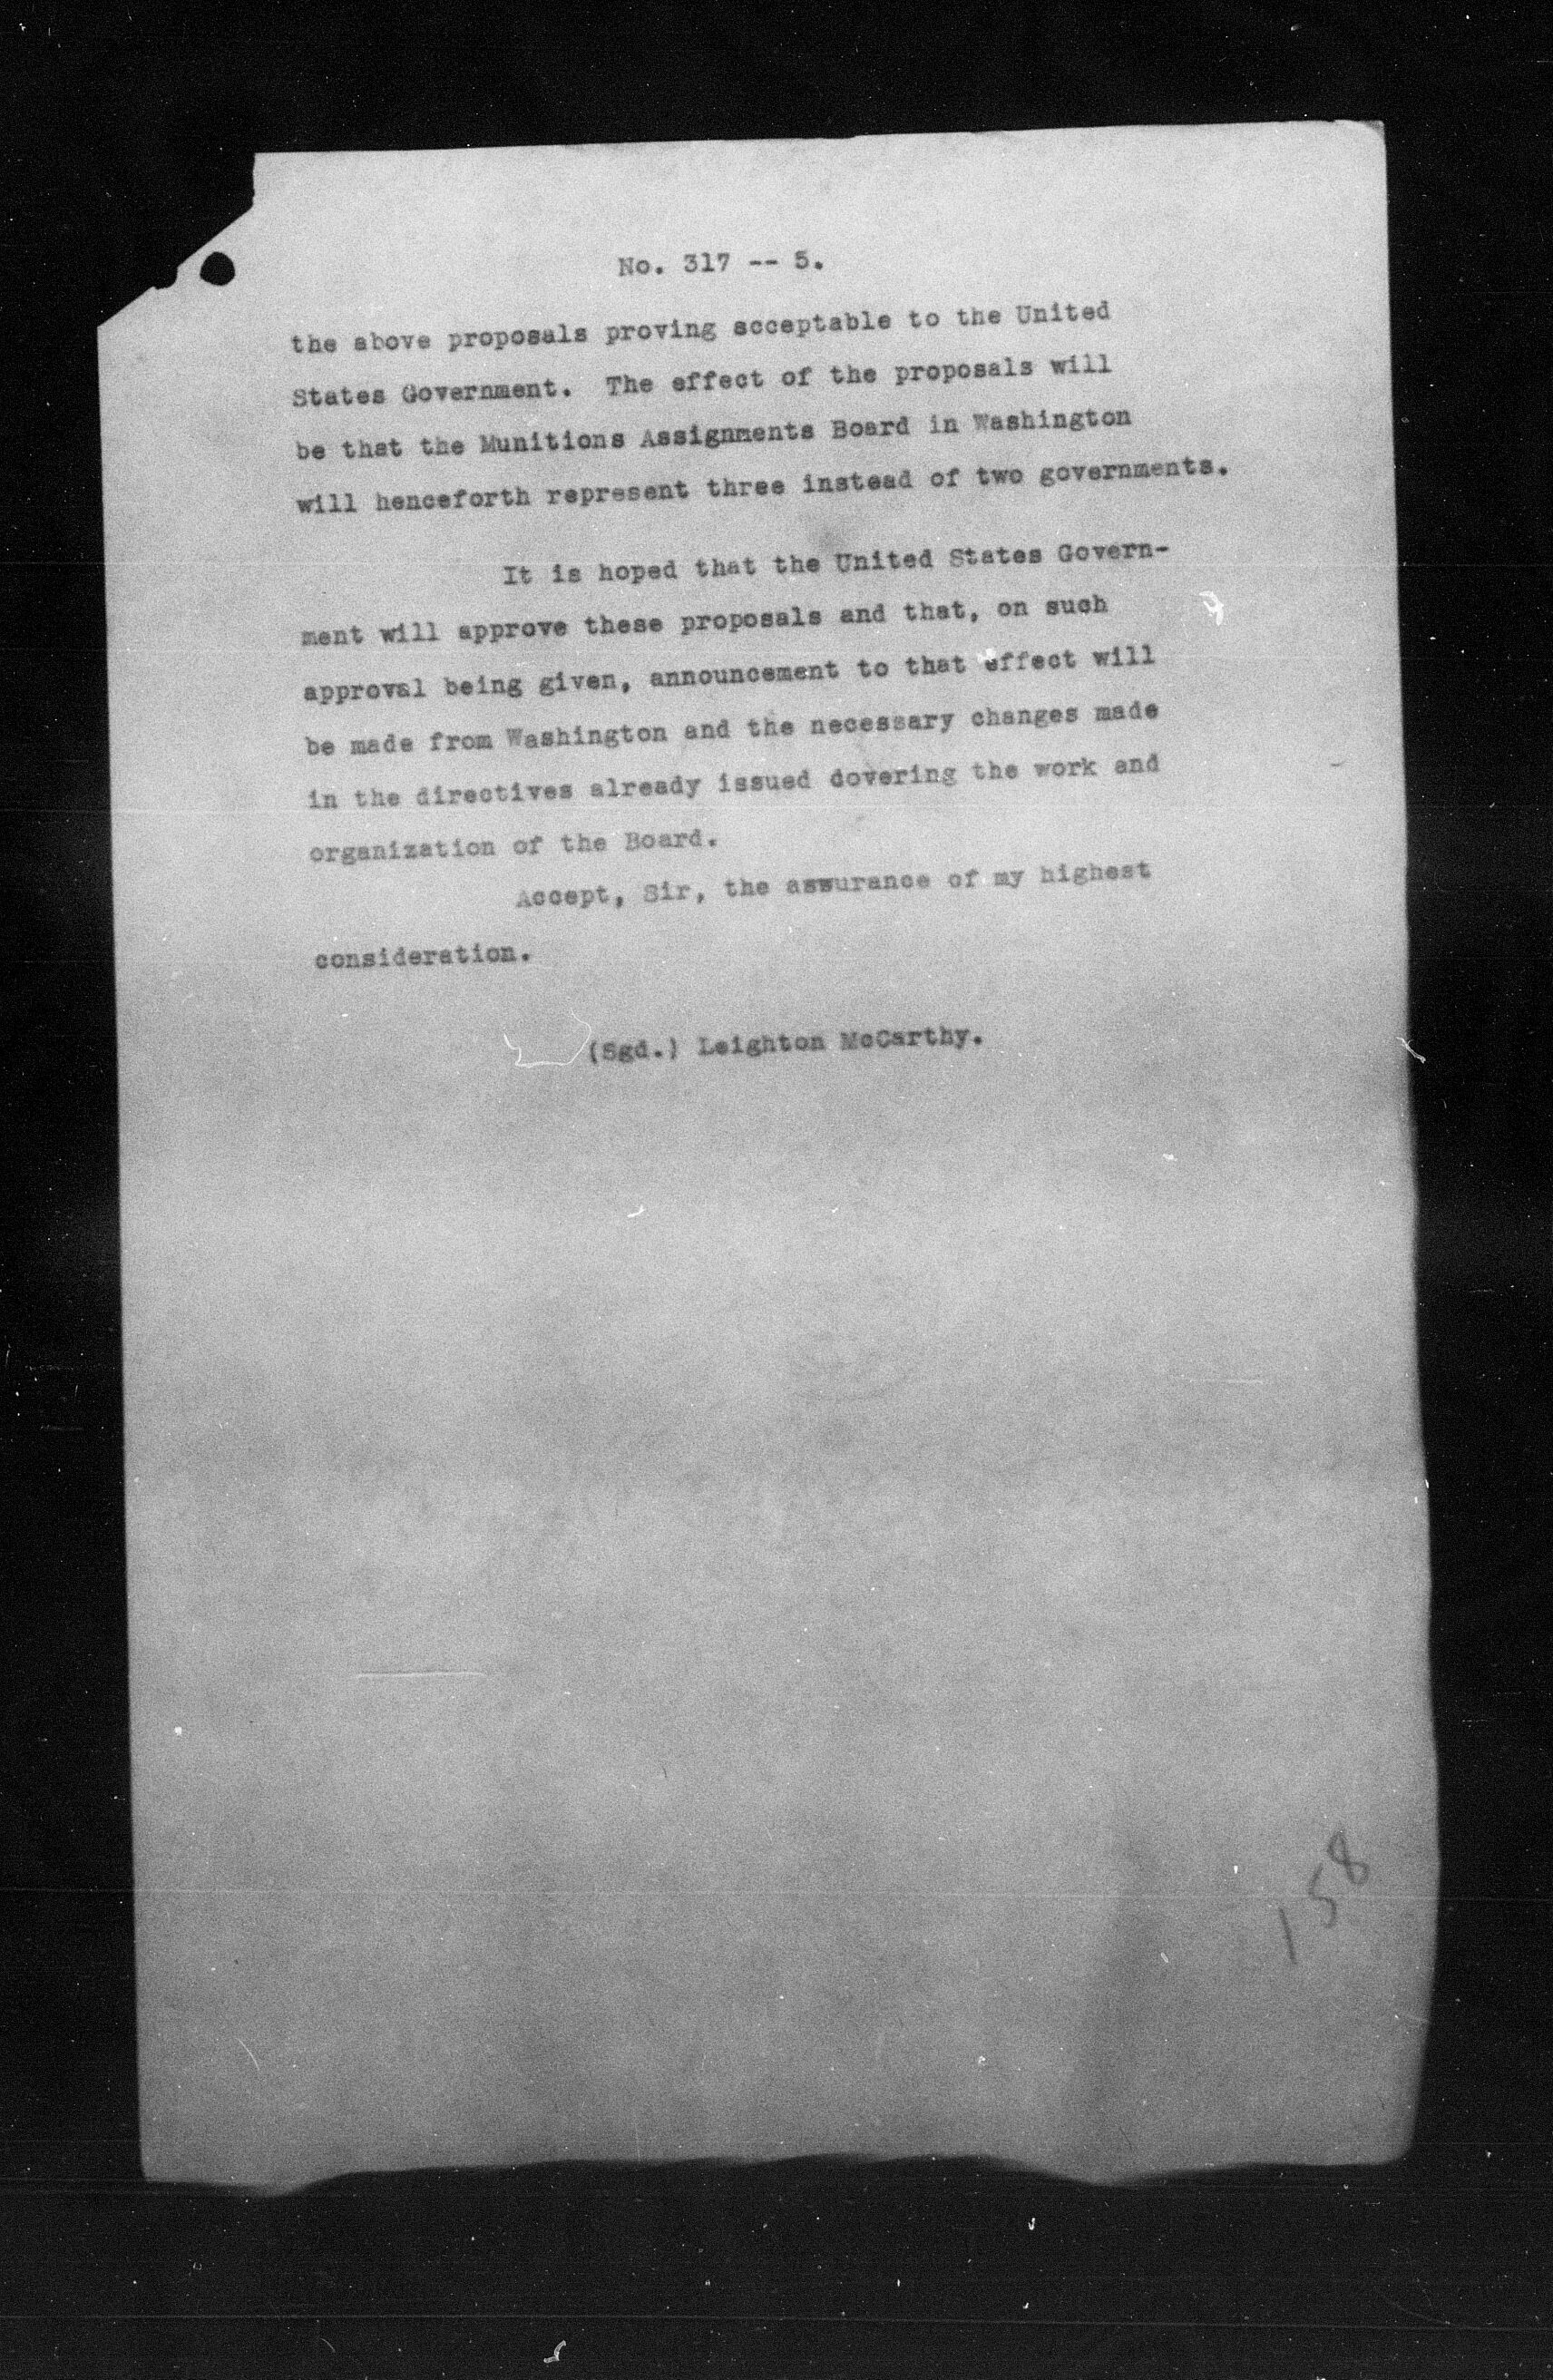 No. 317 -- 5.
the above proposals proving acceptable to the United
States Government. The effect of the proposals will
be that the Munitions Assignments Board in Washington
will henceforth represent three instead of two governments.
It is hoped that the United States Govern-
ment will approve these proposals and that, on such
approval being given, announcement to that effect will
be made from Washington and the necessary changes made
in the directives already issued dovering the work and
organization of the Board.
Accept, Sir, the assurance of my highest
consideration.
(Sgd.) Leighton McCarthy.
158